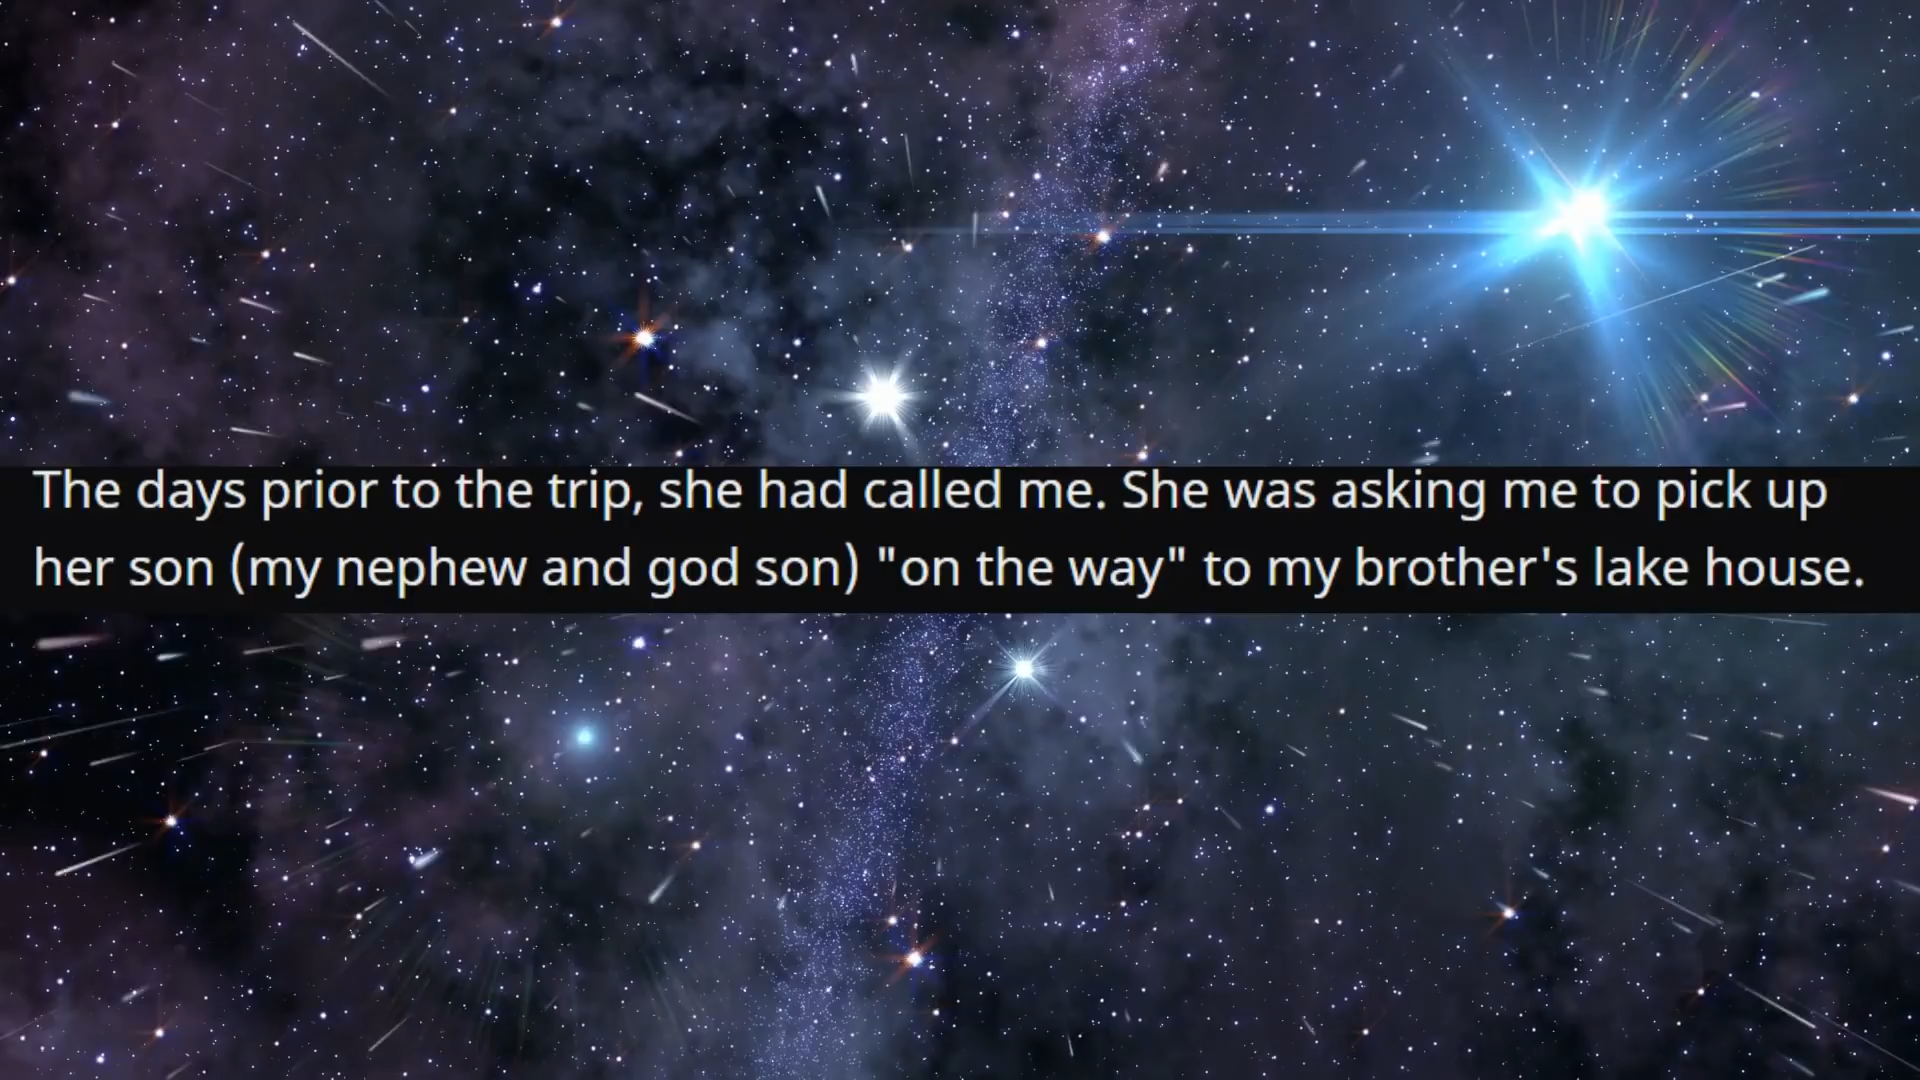 The days prior to the trip, she had called me. She was asking me to pick up
her son (my nephew and god son) "on the way" to my brother's lake house.